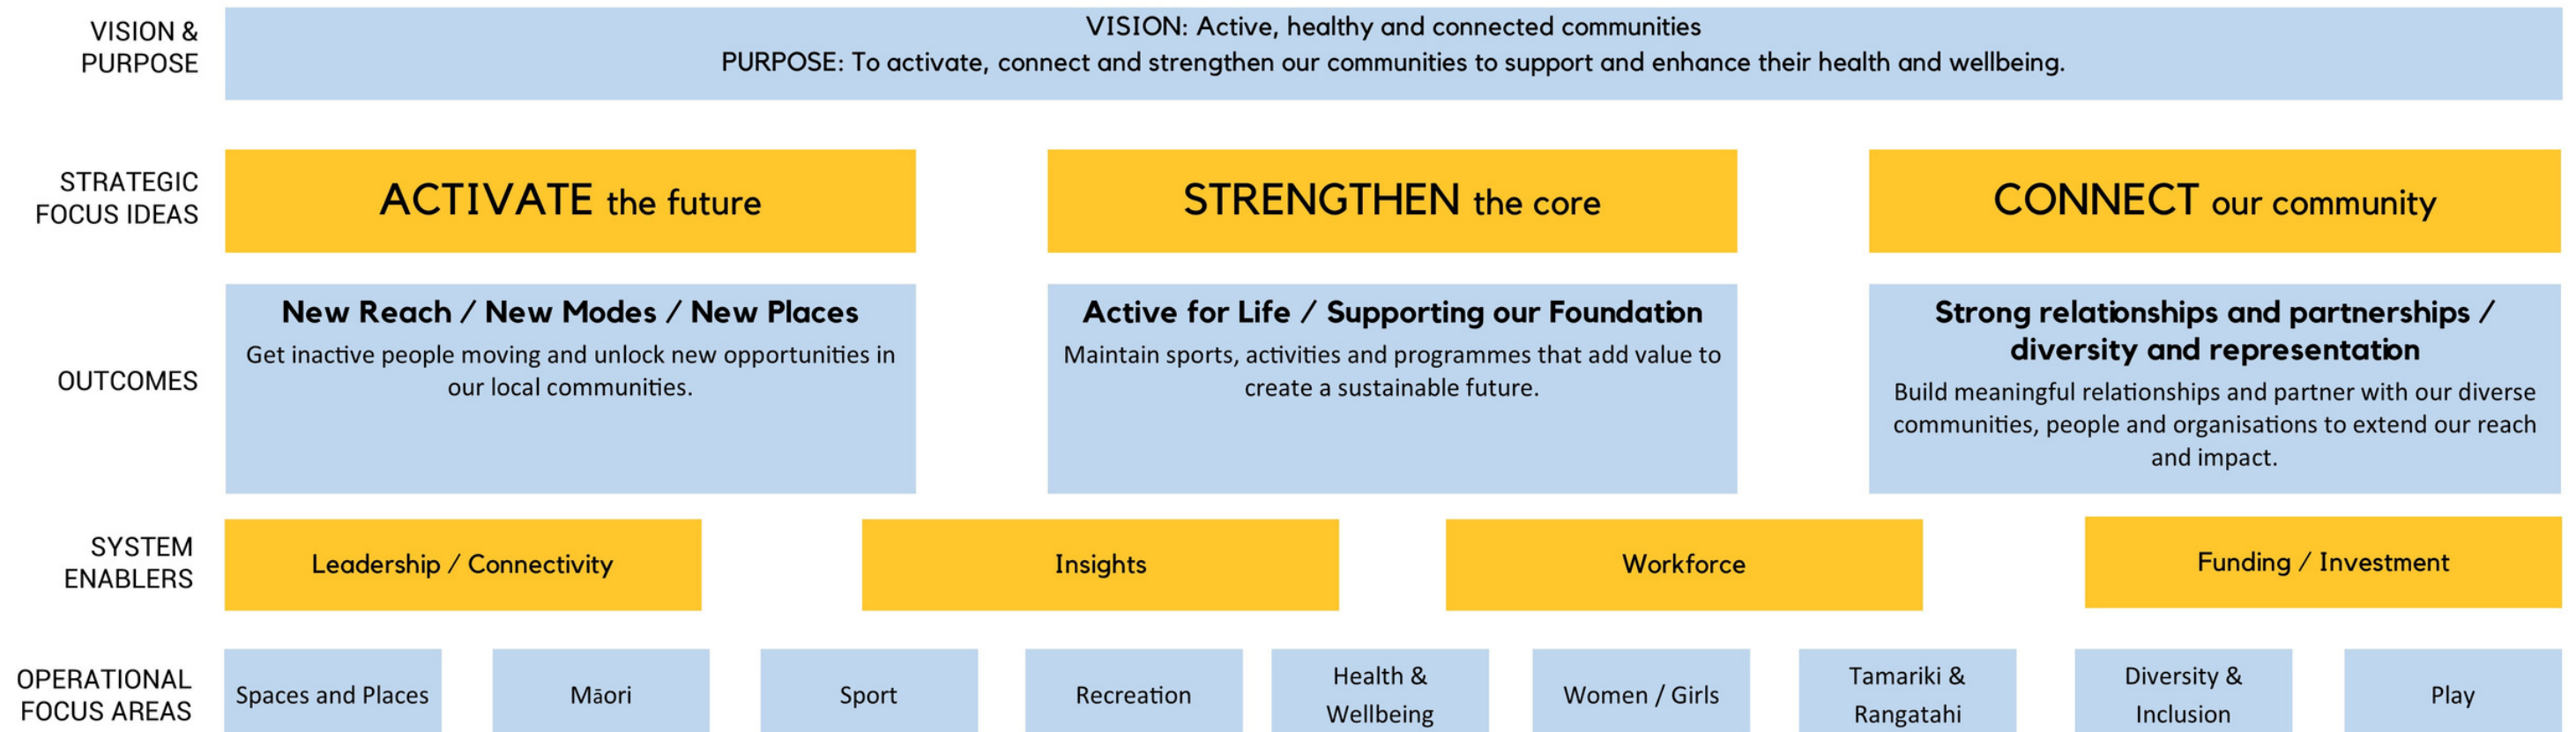 VISION &
PURPOSE
VISION: Active, healthy and connected communities
PURPOSE: To activate, connect and strengthen our communities to support and enhance their health and wellbeing.
STRATEGIC
FOCUS IDEAS
ACTIVATE the future
STRENGTHEN the core
CONNECT our community
OUTCOMES
New Reach / New Modes / New Places
Get inactive people moving and unlock new opportunities in
our local communities.
Active for Life / Supporting our Foundation
Maintain sports, activities and programmes that add value to
create a sustainable future.
Strong relationships and partnerships /
diversity and representation
Build meaningful relationships and partner with our diverse
communities, people and organisations to extend our reach
and impact.
SYSTEM
ENABLERS
Leadership / Connectivity
Insights
Workforce
Funding / Investment
OPERATIONAL
FOCUS AREAS
Spaces and Places
Māori
Sport
Recreation
Health &
Wellbeing
Women / Girls
Tamariki &
Rangatahi
Diversity &
Inclusion
Play